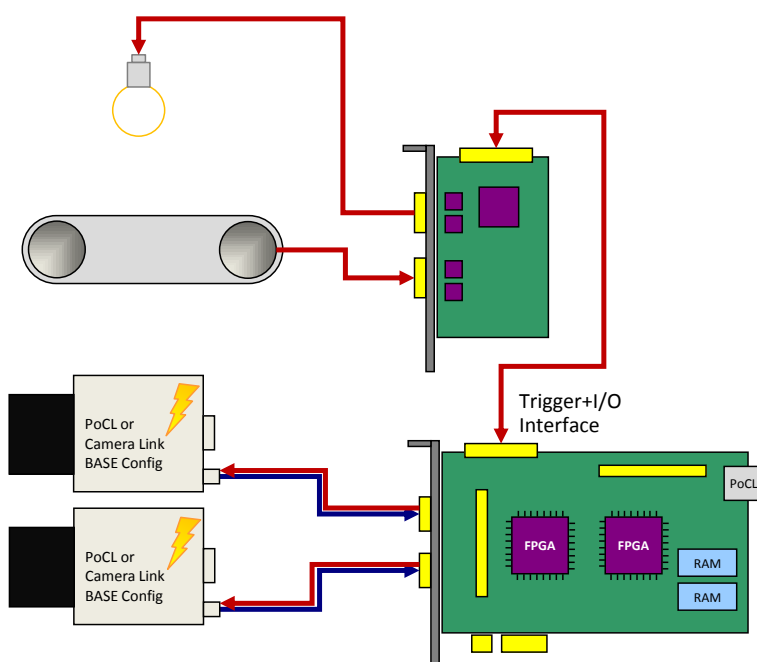 Trigger+I/O
Interface
PoCL or
Camera Link
BASE Config
PoCL
FPGA
FPGA
RAM
RAM
PoCL or
Camera Link
BASE Config